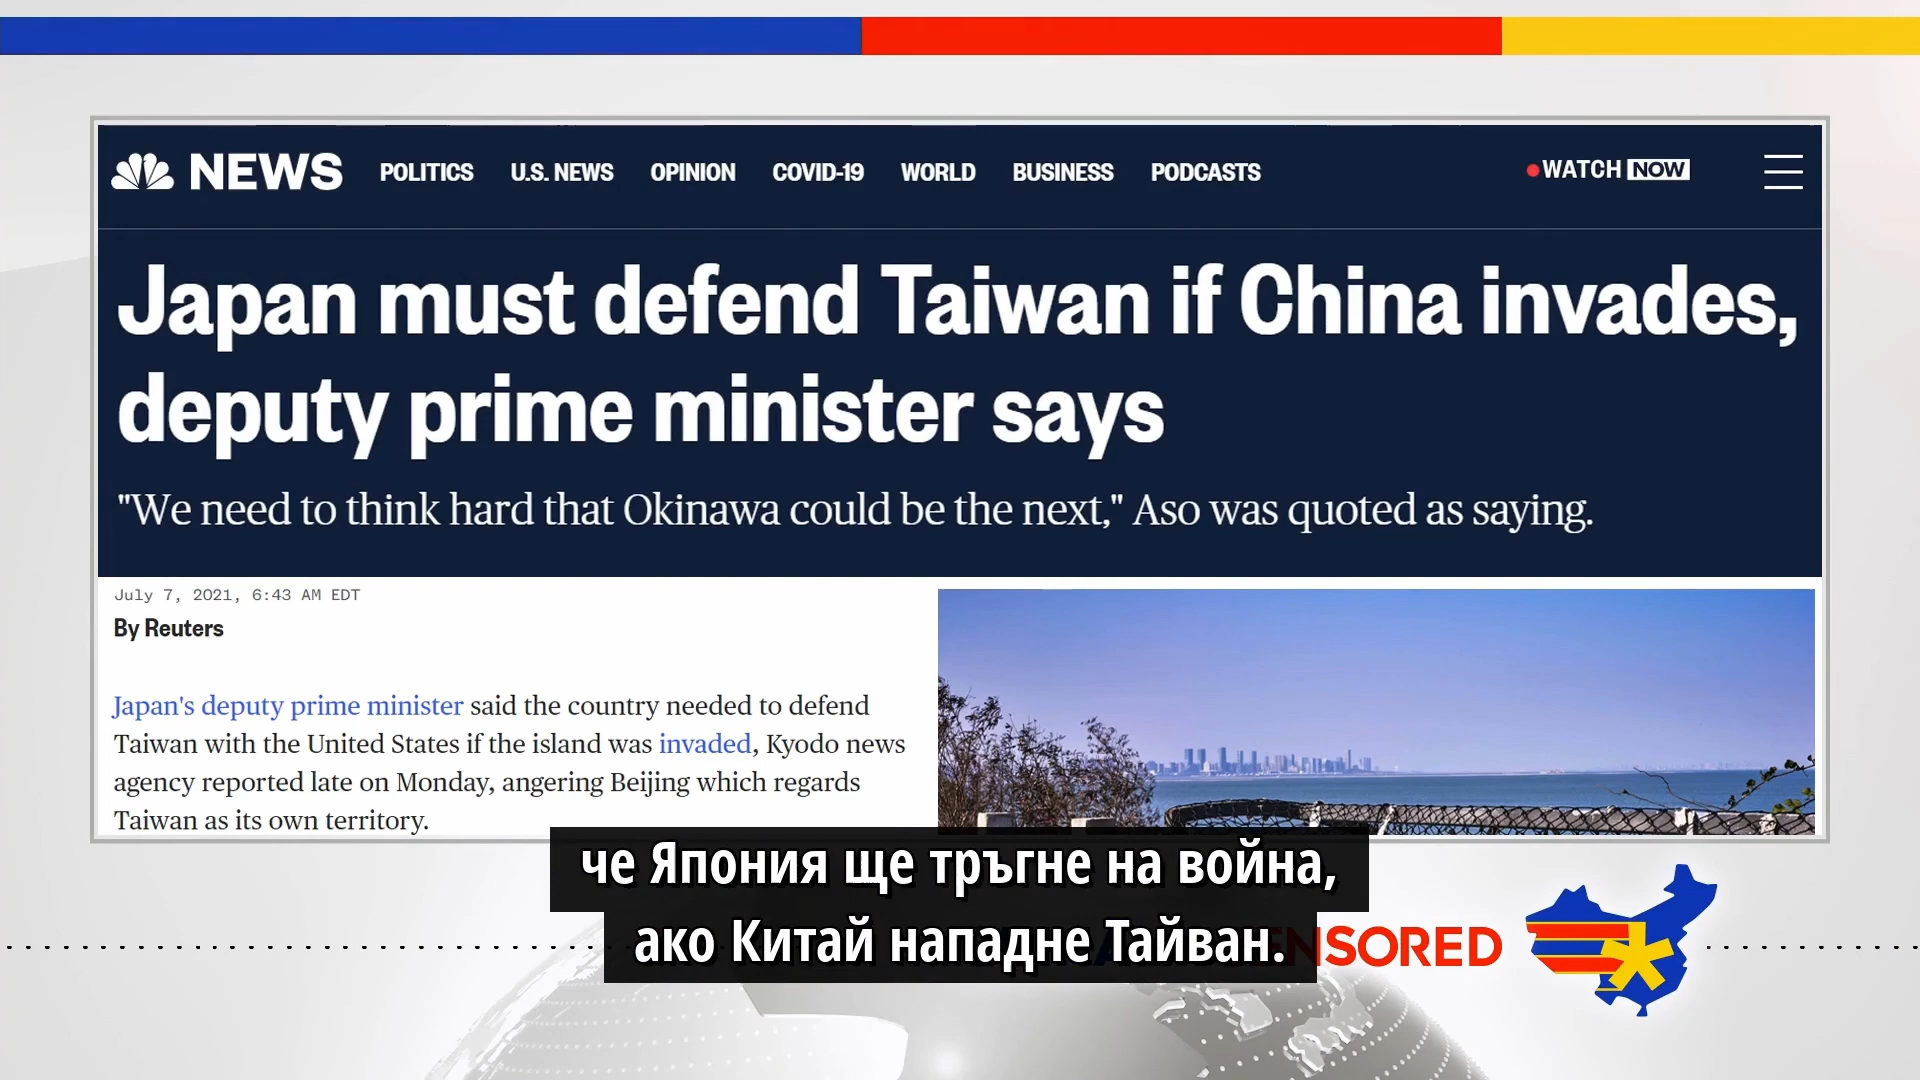 NEWS POLITICS U.S. NEWS OPINION COVID-19 WORLD BUSINESS PODCASTS WATCH NOW
Japan must defend Taiwan if China invades,
deputy prime minister says
"We need to think hard that Okinawa could be the next," Aso was quoted as saying.
July 7, 2021, 6:43 AM EDT
By Reuters
Japan's deputy prime minister said the country needed to defend
Taiwan with the United States if the island was invaded, Kyodo news
agency reported late on Monday, angering Beijing which regards
Taiwan as its own territory.
че Япония ще тръгне на война,
ако Китай нападне Тайван.
NSORED